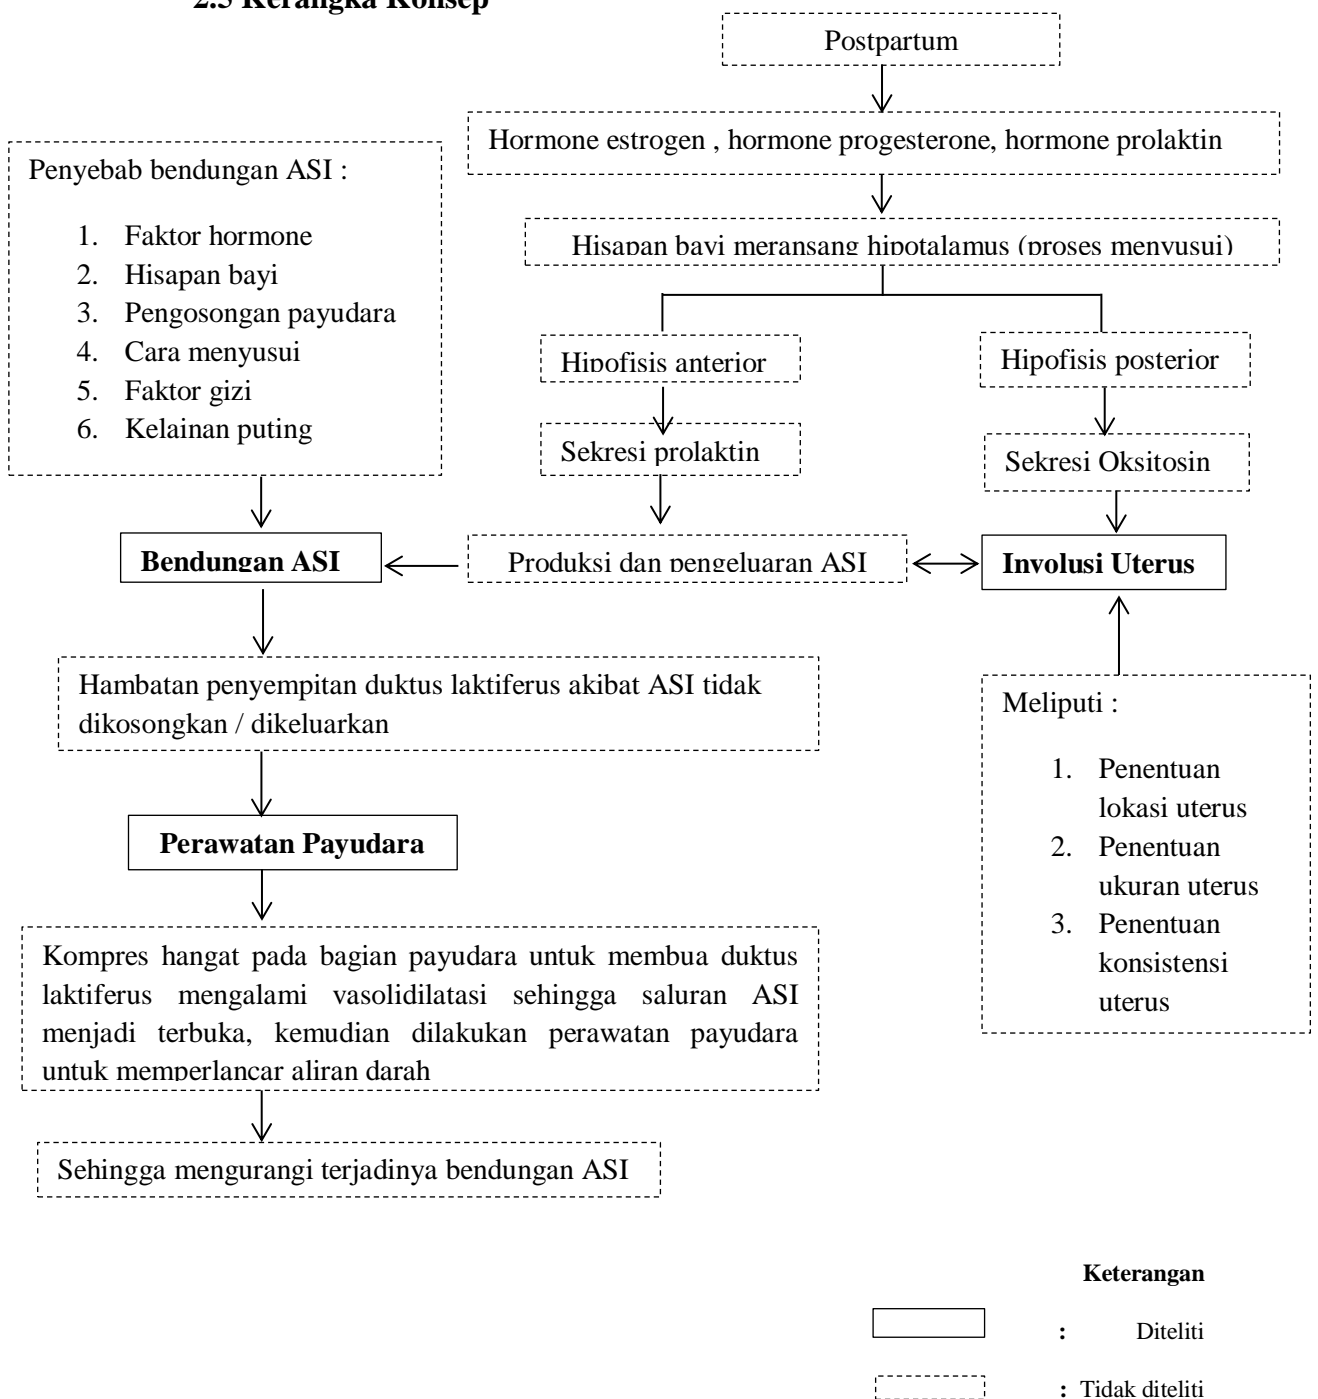 2.5 Kerangka Konsep
Postpartum
Hormone estrogen , hormone progesterone, hormone prolaktin
Penyebab bendungan ASI :
1. Faktor hormone
2. Hisapan bayi
3. Pengosongan payudara
4. Cara menyusui
5. Faktor gizi
6. Kelainan puting
Hisapan bayi meransang hipotalamus (proses menyusui)
Hipofisis anterior
Hipofisis posterior
Sekresi prolaktin
Sekresi Oksitosin
Bendungan ASI
Produksi dan pengeluaran ASI
Involusi Uterus
Hambatan penyempitan duktus laktiferus akibat ASI tidak
dikosongkan / dikeluarkan
Meliputi :
1. Penentuan
lokasi uterus
2. Penentuan
ukuran uterus
3. Penentuan
konsistensi
uterus
Perawatan Payudara
Kompres hangat pada bagian payudara untuk membua duktus
laktiferus mengalami vasolidilatasi sehingga saluran ASI
menjadi terbuka, kemudian dilakukan perawatan payudara
untuk memperlancar aliran darah
Sehingga mengurangi terjadinya bendungan ASI
Keterangan
: Diteliti
: Tidak diteliti